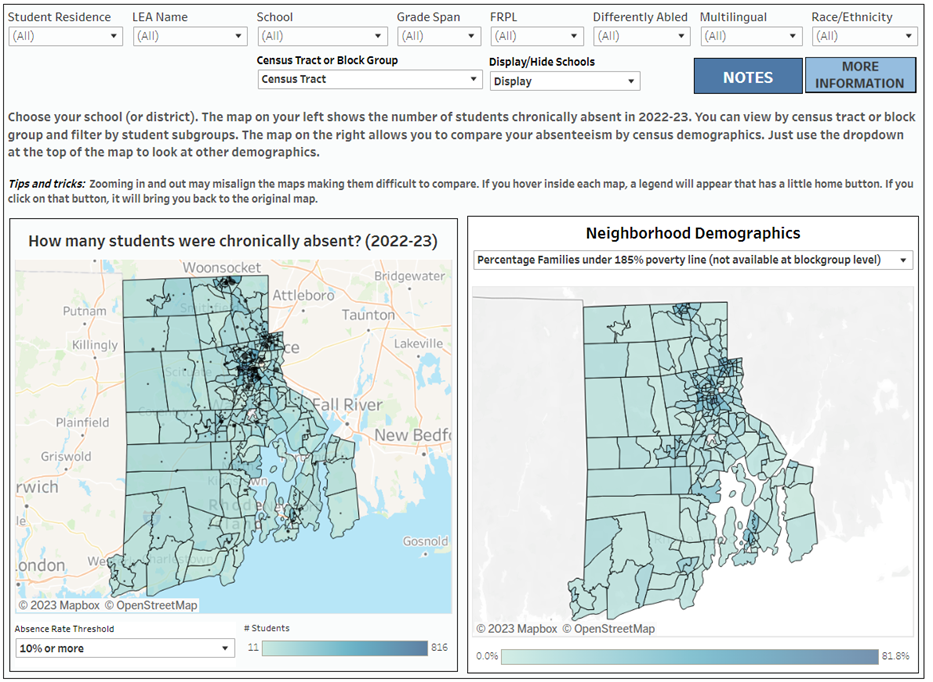 Student Residence LEA Name School Grade Span FRPL Differently Abled Multilingual Race/Ethnicity
(All) (All) (All) (All) (All) (All) (All) (All)
Census Tract or Block Group Display/Hide Schools
Census Tract Display
NOTES
MORE
INFORMATION
Choose your school (or district). The map on your left shows the number of students chronically absent in 2022-23. You can view by census tract or block
group and filter by student subgroups. The map on the right allows you to compare your absenteeism by census demographics. Just use the dropdown
at the top of the map to look at other demographics.
Tips and tricks: Zooming in and out may misalign the maps making them difficult to compare. If you hover inside each map, a legend will appear that has a little home button. If you
click on that button, it will bring you back to the original map.
How many students were chronically absent? (2022-23)
Woonsocket
Bridgewater
Attleboro
Putnam
Taunton
Killingly
ce
Lakeville
Fall River
Plainfield
New Bedf
Griswold
rwich
Rhode
Island
le
Gosnold
ondon
Wes
© 2023 Mapbox © OpenStreetMap
Absence Rate Threshold
10% or more
# Students
11 816
Neighborhood Demographics
Percentage Families under 185% poverty line (not available at blockgroup level)
© 2023 Mapbox © OpenStreetMap
0.0% 81.8%